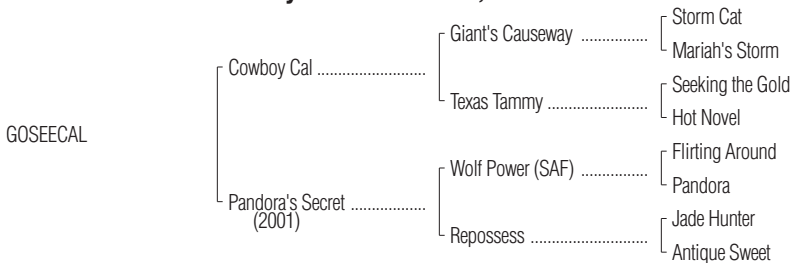 Storm Cat
Giant's Causeway ................
Mariah's Storm
Cowboy Cal ..........................
Seeking the Gold
Texas Tammy ........................
Hot Novel
GOSEECAL
Flirting Around
Wolf Power (SAF) ................
Pandora
Pandora's Secret ..................
(2001)
Jade Hunter
Repossess ............................
Antique Sweet